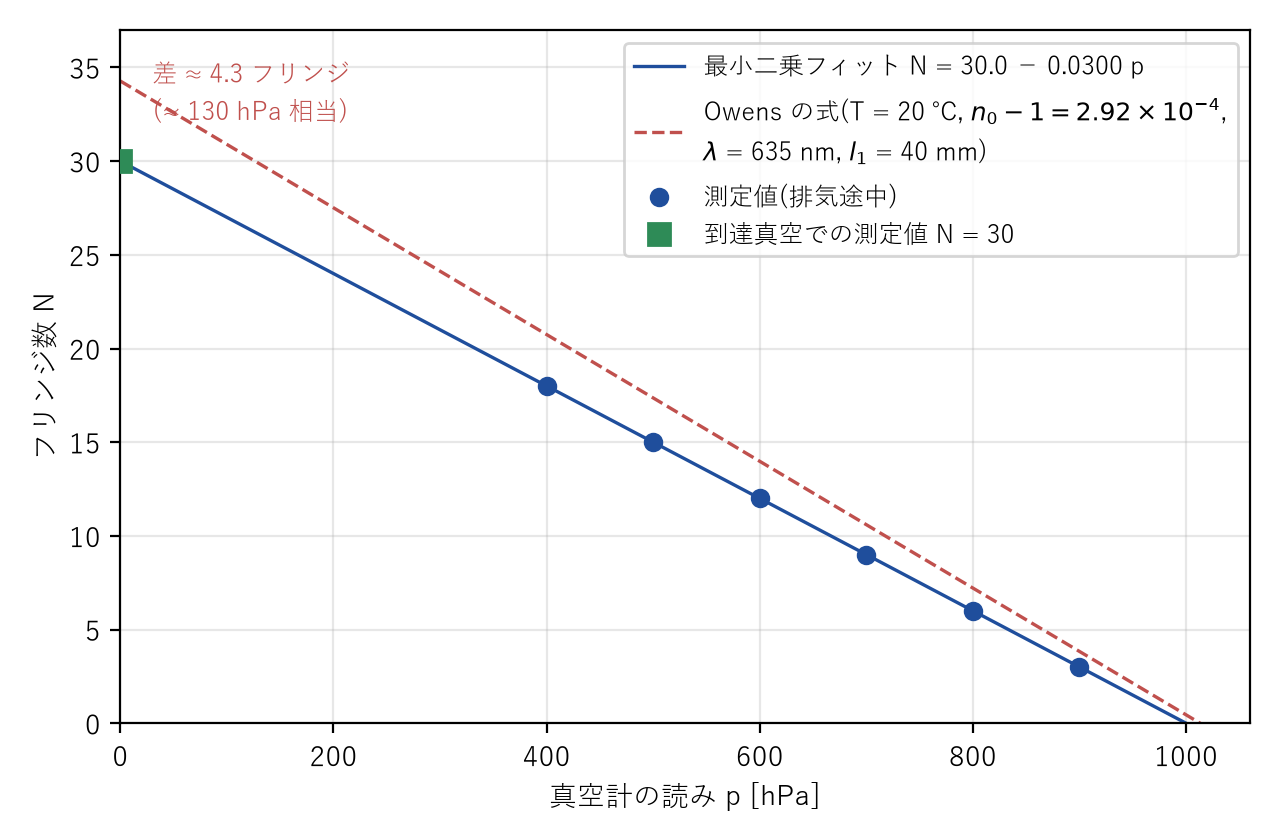 差 ≈ 4.3 フリンジ
(≈ 130 hPa 相当)
最小二乗フィット N = 30.0 − 0.0300 p
Owens の式(T = 20 °C, n₀ − 1 = 2.92 × 10⁻⁴,
λ = 635 nm, l₁ = 40 mm)
測定値(排気途中)
到達真空での測定値 N = 30
フリンジ数 N
35
30
25
20
15
10
5
0
0 200 400 600 800 1000
真空計の読み p [hPa]